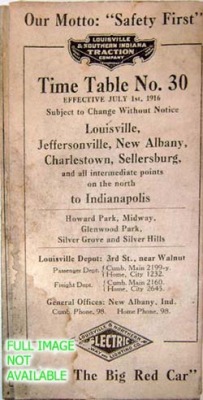 Our Motto: "Safety First"
LOUISVILLE
& SOUTHERN INDIANA
TRACTION
COMPANY
Time Table No. 30
EFFECTIVE JULY 1st, 1916
Subject to Change Without Notice
Louisville,
Jeffersonville, New Albany,
Charlestown, Sellersburg,
and all intermediate points
on the north
to Indianapolis
Howard Park, Midway,
Glenwood Park,
Silver Grove and Silver Hills
Louisville Depot: 3rd St., near Walnut
Passenger Dept. { Cumb. Main 2199-y.
Home, City 1232.
Freight Dept. { Cumb. Main 2160.
Home, City 2645.
General Offices: New Albany, Ind.
Cumb. Phone, 98. Home Phone, 98.
LOUISVILLE & NORTHERN
ELECTRIC
RAILWAY & LIGHTING
FULL IMAGE
NOT
AVAILABLE
The Big Red Car"